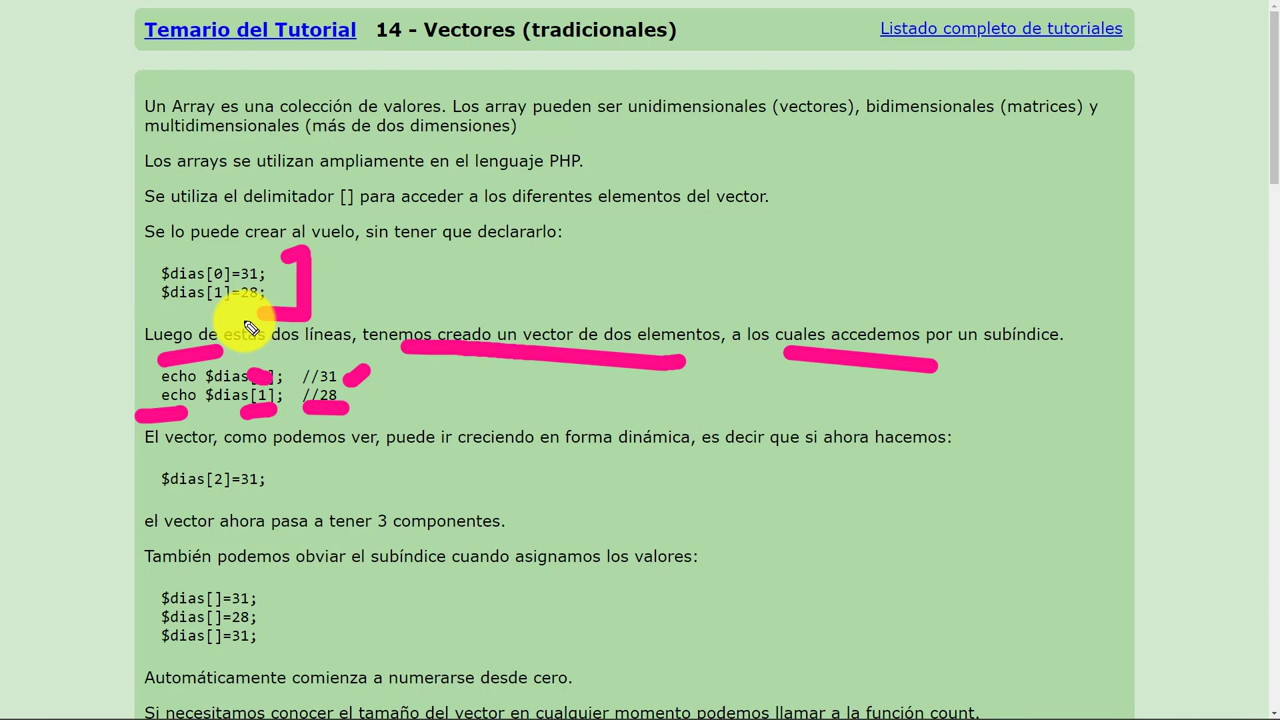 Temario del Tutorial 14 - Vectores (tradicionales) Listado completo de tutoriales
Un Array es una colección de valores. Los array pueden ser unidimensionales (vectores), bidimensionales (matrices) y
multidimensionales (más de dos dimensiones)
Los arrays se utilizan ampliamente en el lenguaje PHP.
Se utiliza el delimitador [] para acceder a los diferentes elementos del vector.
Se lo puede crear al vuelo, sin tener que declararlo:
$dias[0]=31;
$dias[1]=28;
Luego de estas dos líneas, tenemos creado un vector de dos elementos, a los cuales accedemos por un subíndice.
echo $dias[ ]; //31
echo $dias[1]; //28
El vector, como podemos ver, puede ir creciendo en forma dinámica, es decir que si ahora hacemos:
$dias[2]=31;
el vector ahora pasa a tener 3 componentes.
También podemos obviar el subíndice cuando asignamos los valores:
$dias[]=31;
$dias[]=28;
$dias[]=31;
Automáticamente comienza a numerarse desde cero.
Si necesitamos conocer el tamaño del vector en cualquier momento podemos llamar a la función count.